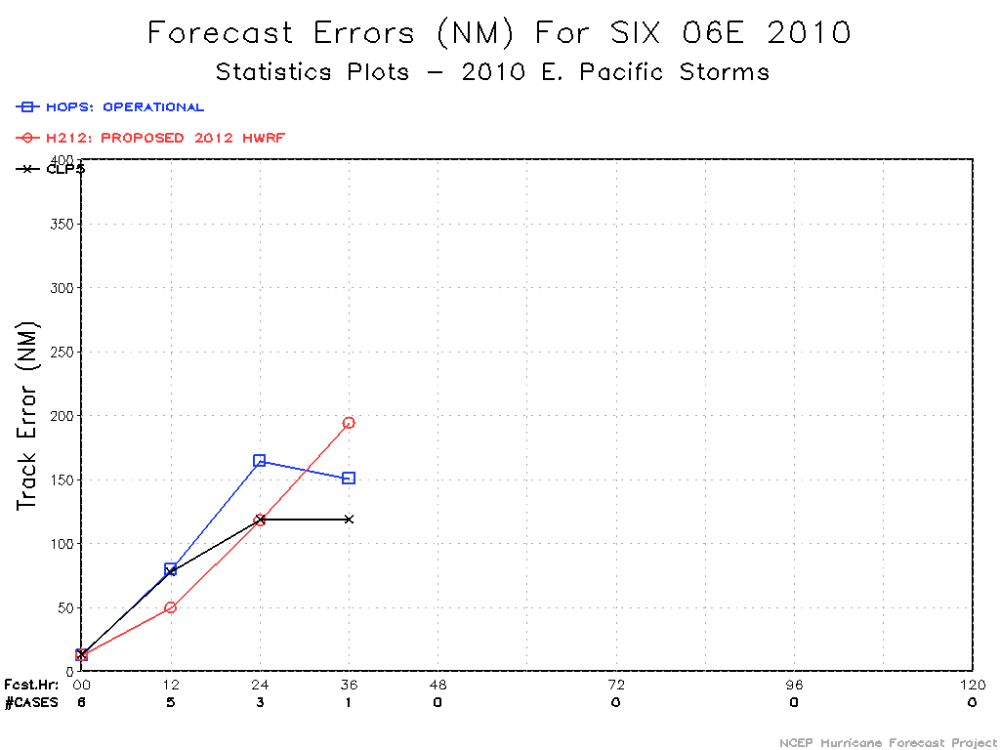 Forecast Errors (NM) For SIX 06E 2010
Statistics Plots - 2010 E. Pacific Storms
HOPS: OPERATIONAL
H212: PROPOSED 2012 HWRF
CLP5
400
350
300
250
200
150
100
50
0
Track Error (NM)
Fcst.Hr: 00 12 24 36 48 72 96 120
#CASES 6 5 3 1 0 0 0 0
NCEP Hurricane Forecast Project